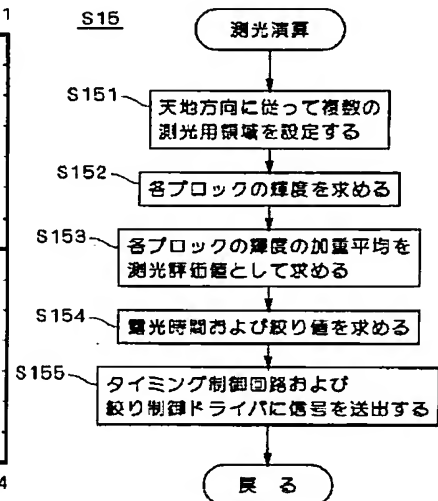 1
S15
測光演算
S151
天地方向に従って複数の
測光用領域を設定する
S152
各ブロックの輝度を求める
S153
各ブロックの輝度の加重平均を
測光評価値として求める
S154
露光時間および絞り値を求める
S155
タイミング制御回路および
絞り制御ドライバに信号を送出する
4
戻る